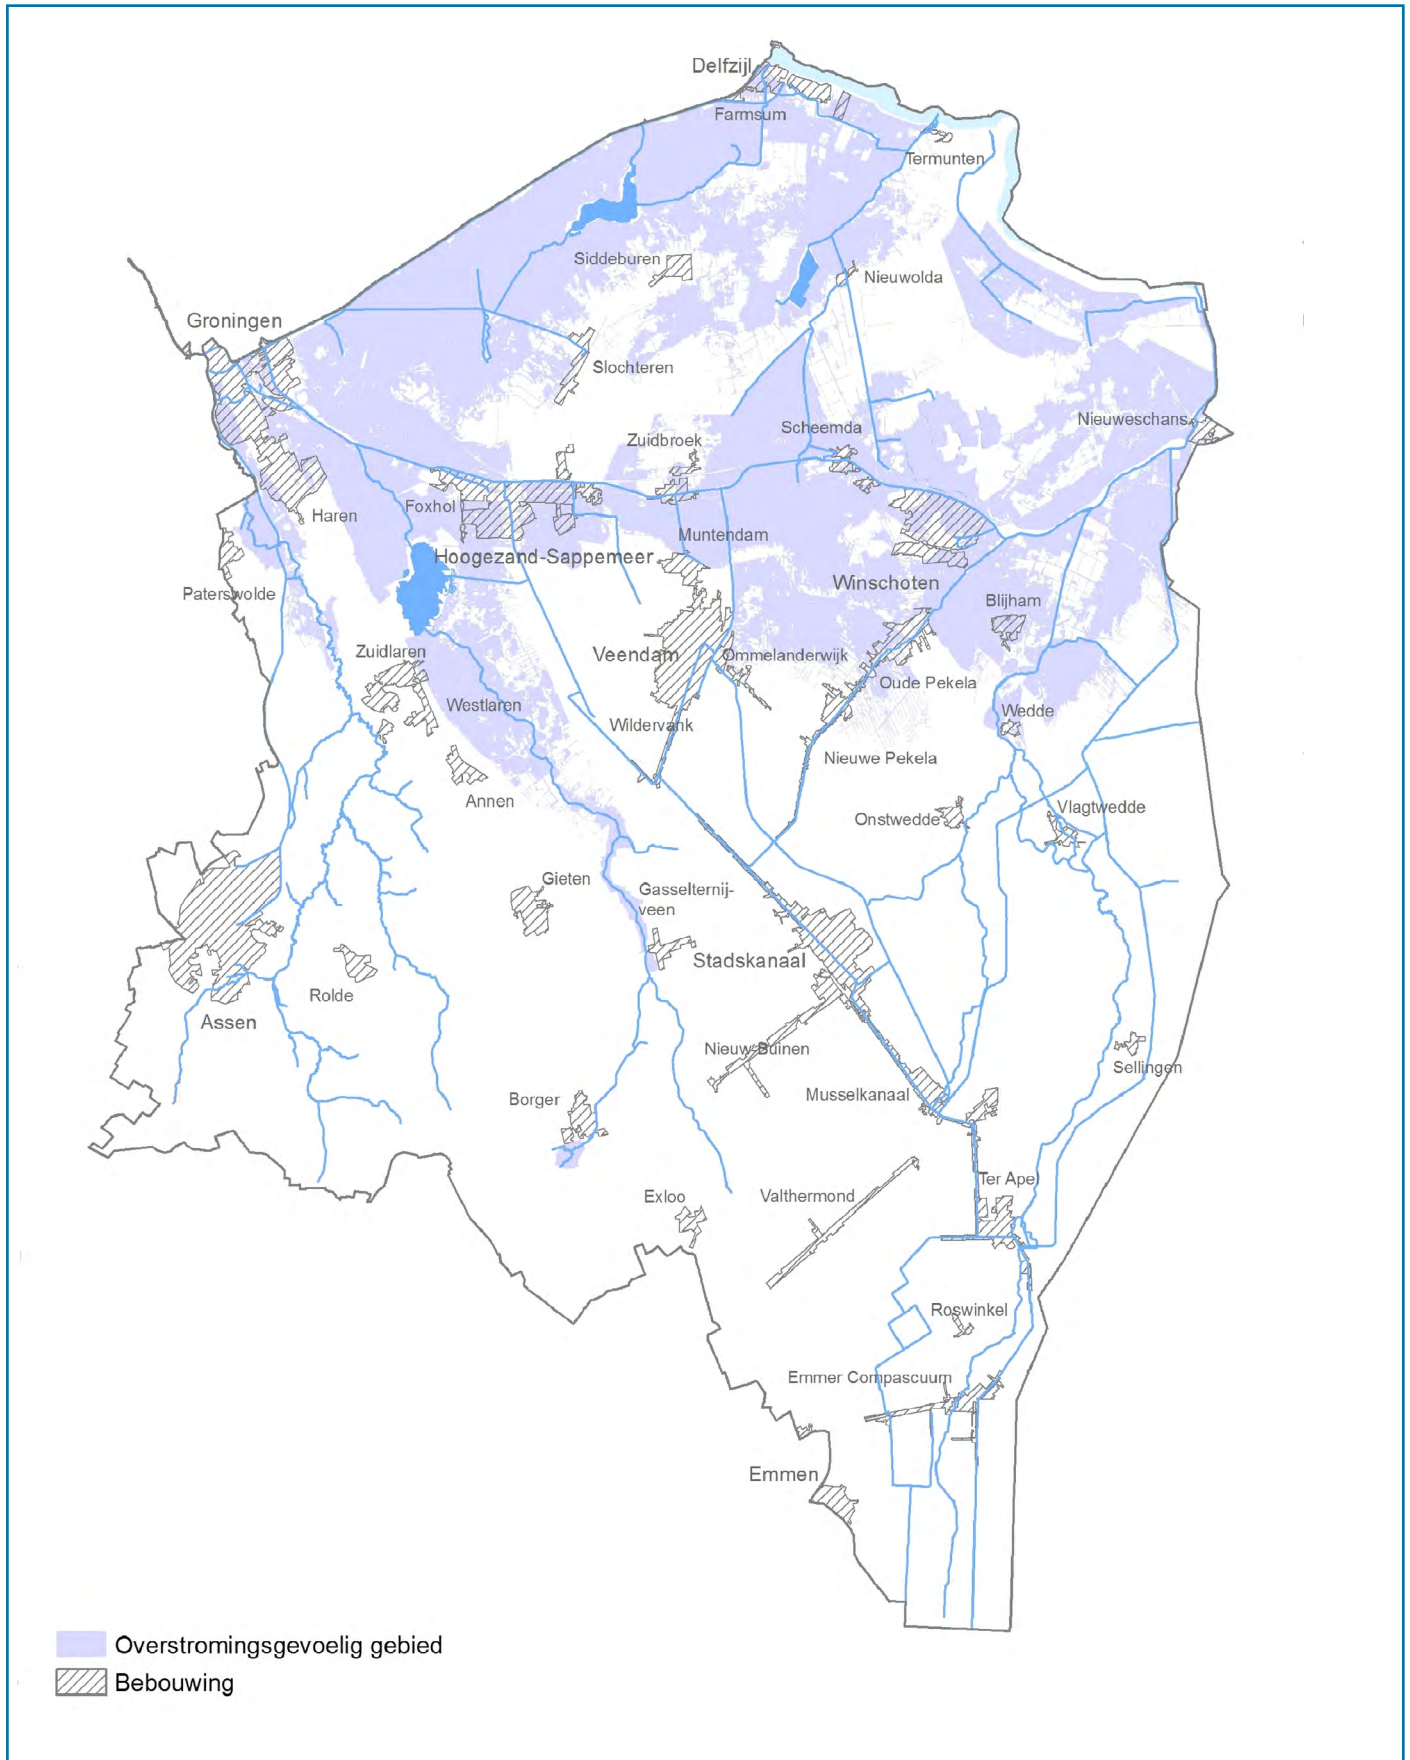 Delfzijl
Farmsum
Termunten
Siddeburen
Nieuwolda
Groningen
Slochteren
Nieuweschans
Scheemda
Zuidbroek
Haren
Foxhol
Muntendam
Hoogezand-Sappemeer
Winschoten
Paterswolde
Blijham
Zuidlaren
Veendam
Ommelanderwijk
Oude Pekela
Westlaren
Wedde
Wildervank
Nieuwe Pekela
Annen
Vlagtwedde
Onstwedde
Gieten
Gasselternij-
veen
Stadskanaal
Rolde
Assen
Nieuw-Buinen
Sellingen
Musselkanaal
Borger
Ter Apel
Exloo
Valthermond
Roswinkel
Emmer Compascuum
Emmen
Overstromingsgevoelig gebied
Bebouwing